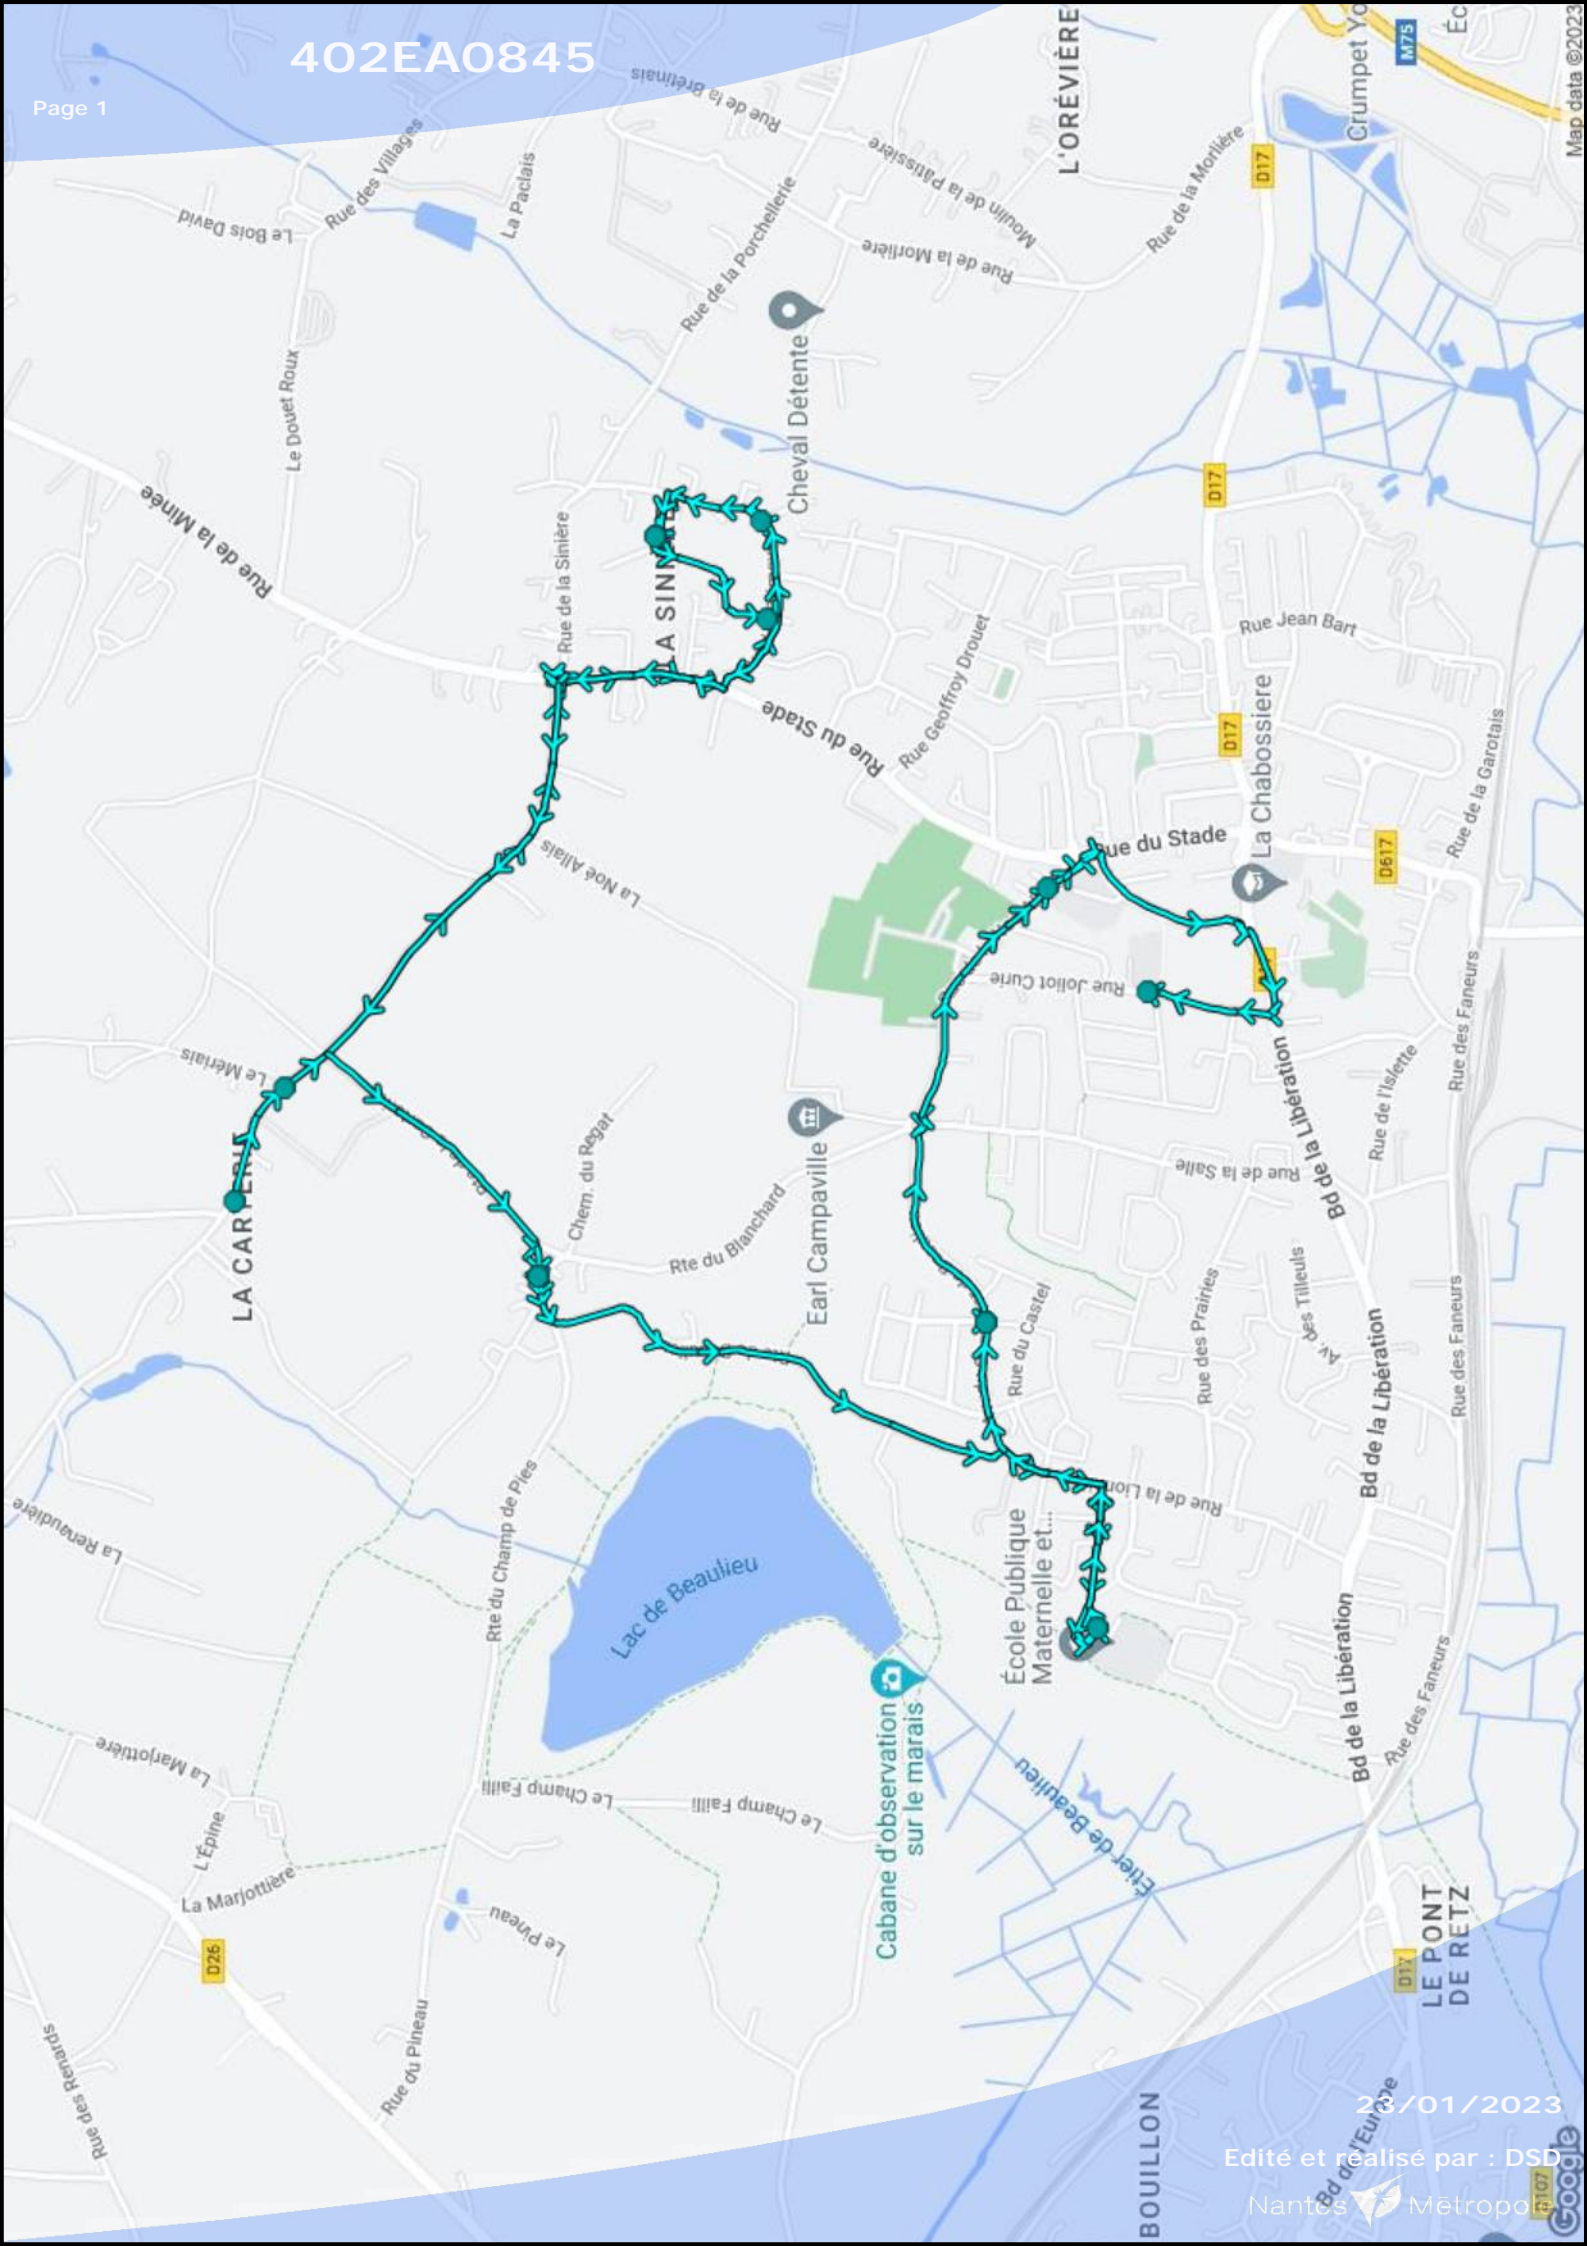 402EA0845
Page 1
L'ORÉVIÈRE
Crumpet Yo
M75
Éc
Map data ©2023
Rue de la Brétinais
Rue des Villages
La Paclais
Moulin de la Pâtissière
Rue de la Morlière
D17
Le Bois David
Rue de la Porchellerie
Rue de la Morlière
Cheval Détente
Le Douet Roux
Rue de la Minée
Rue de la Sinière
D17
LA SIN
Rue Jean Bart
Rue Geoffroy Drouet
Rue du Stade
D17
La Chabossiere
Rue de la Garotais
Rue du Stade
D617
La Noé Allais
Rue Joliot Curie
Rue des Faneurs
Le Mériais
Bd de la Libération
Rue de l'Islette
LA CAR
Chem. du Regat
Rte du Blanchard
Earl Campaville
Rue de la Salle
Rue du Castel
Rue des Prairies
Av. des Tilleuls
Bd de la Libération
Rue des Faneurs
La Renaudière
Rte du Champ de Pies
Lac de Beaulieu
École Publique
Maternelle et...
Rue de la Lion
Cabane d'observation
sur le marais
Étier de Beaulieu
Bd de la Libération
Rue des Faneurs
La Marjottière
L'Épine
La Marjottière
Le Champ Failli
Le Champ Failli
D26
Le Pineau
Rue du Pineau
Rue des Renards
D17
LE PONT
DE RETZ
BOUILLON
Bd de l'Europe
23/01/2023
Edité et réalisé par : DSD
Nantes Métropole
107
Google